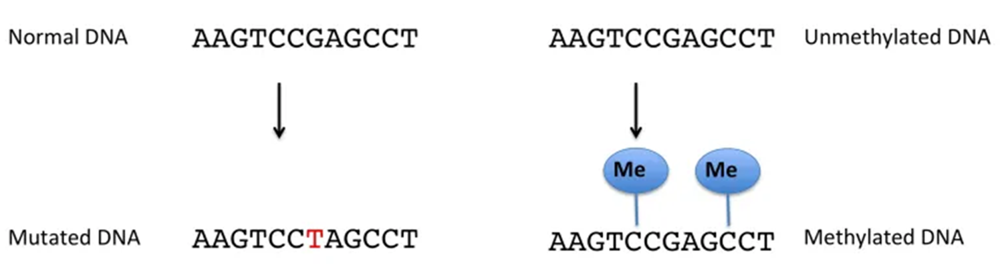 Normal DNA AAGTCCGAGCCT AAGTCCGAGCCT Unmethylated DNA
Me Me
Mutated DNA AAGTCCTAGCCT AAGTCCGAGCCT Methylated DNA